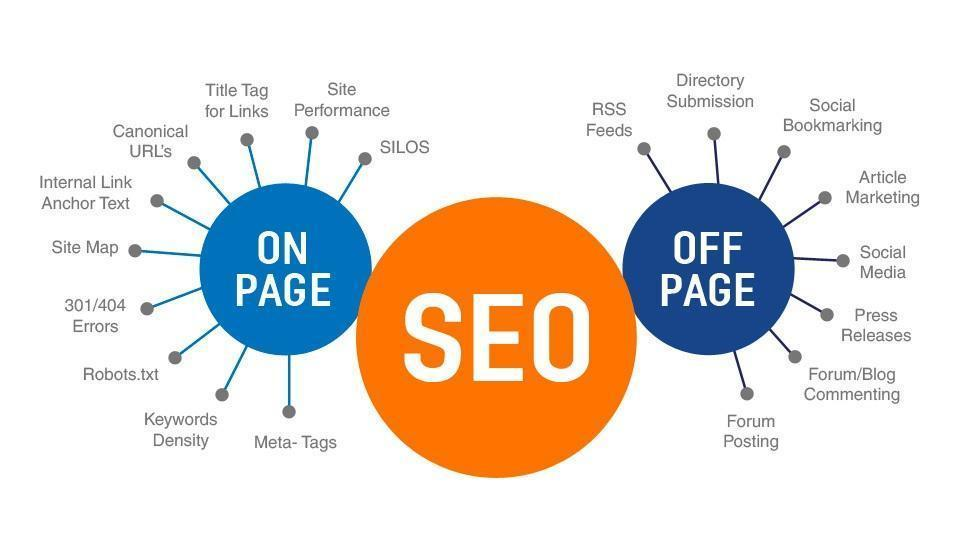 Title Tag
for Links
Site
Performance
SILOS
Canonical
URL's
Internal Link
Anchor Text
Site Map
301/404
Errors
Robots.txt
Keywords
Density
Meta- Tags
ON
PAGE
SEO
OFF
PAGE
RSS
Feeds
Directory
Submission
Social
Bookmarking
Article
Marketing
Social
Media
Press
Releases
Forum/Blog
Commenting
Forum
Posting